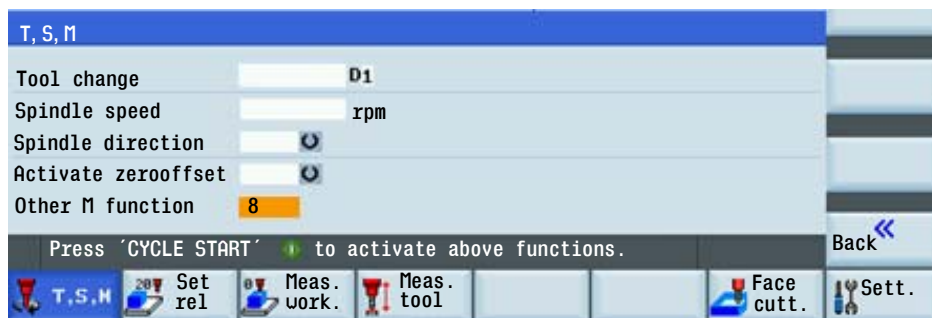 T,S,M
Tool change D1
Spindle speed rpm
Spindle direction
Activate zerooffset
Other M function 8
Press ´CYCLE START´ to activate above functions.
Back «
T,S,M
Set rel
Meas. work.
Meas. tool
Face cutt.
Sett.